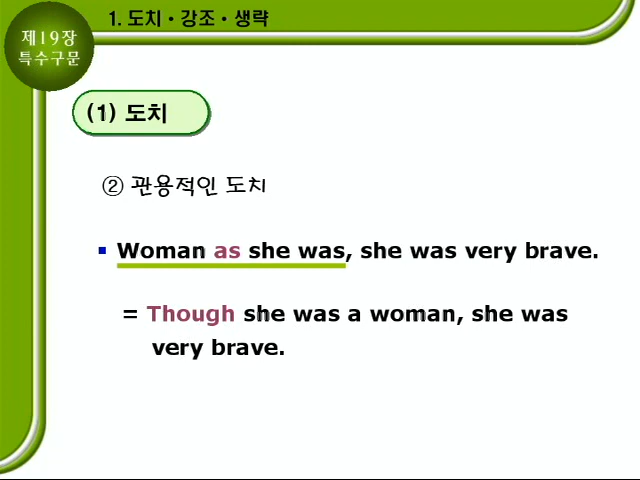 1. 도치 · 강조 · 생략
제19장
특수구문
(1) 도치
② 관용적인 도치
▪ Woman as she was, she was very brave.
= Though she was a woman, she was
very brave.